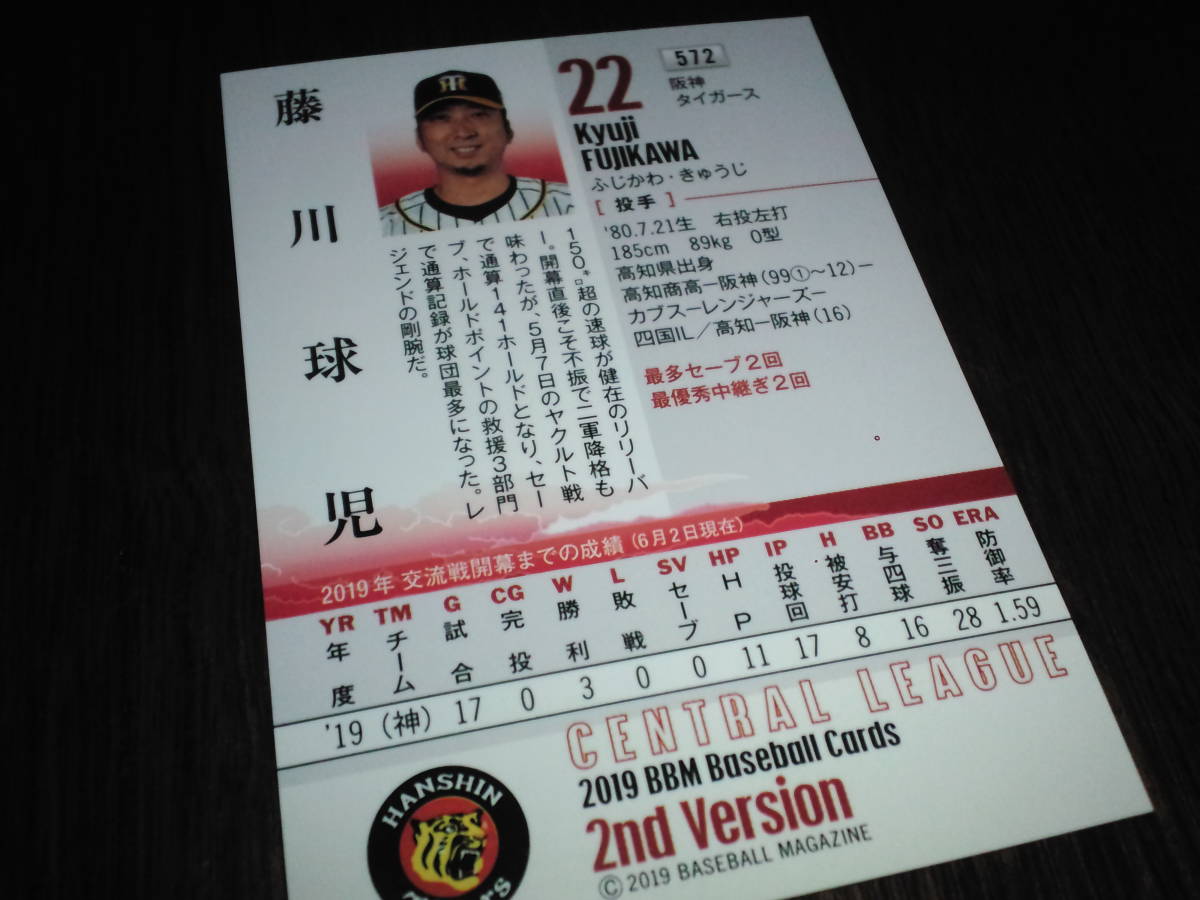 藤川球児
22
572
阪神
タイガース
Kyuji
FUJIKAWA
ふじかわ・きゅうじ
[ 投手 ]
'80.7.21生 右投左打
185cm 89kg O型
高知県出身
高知商高ー阪神(99①~12)ー
カブスーレンジャーズー
四国IL/高知ー阪神(16)
最多セーブ2回
最優秀中継ぎ2回
150㌔超の速球が健在のリリーバ
ー。開幕直後こそ不振で二軍降格も
味わったが、5月7日のヤクルト戦
で通算141ホールドとなり、セー
ブ、ホールドポイントの救援3部門
で通算記録が球団最多になった。レ
ジェンドの剛腕だ。
2019年 交流戦開幕までの成績 (6月2日現在)
YR TM G CG W L SV HP IP H BB SO ERA
年度 チーム 試合 完投 勝利 敗戦 セーブ HP 投球回 被安打 与四球 奪三振 防御率
'19 (神) 17 0 3 0 0 11 17 8 16 28 1.59
CENTRAL LEAGUE
2019 BBM Baseball Cards
2nd Version
© 2019 BASEBALL MAGAZINE
HANSHIN